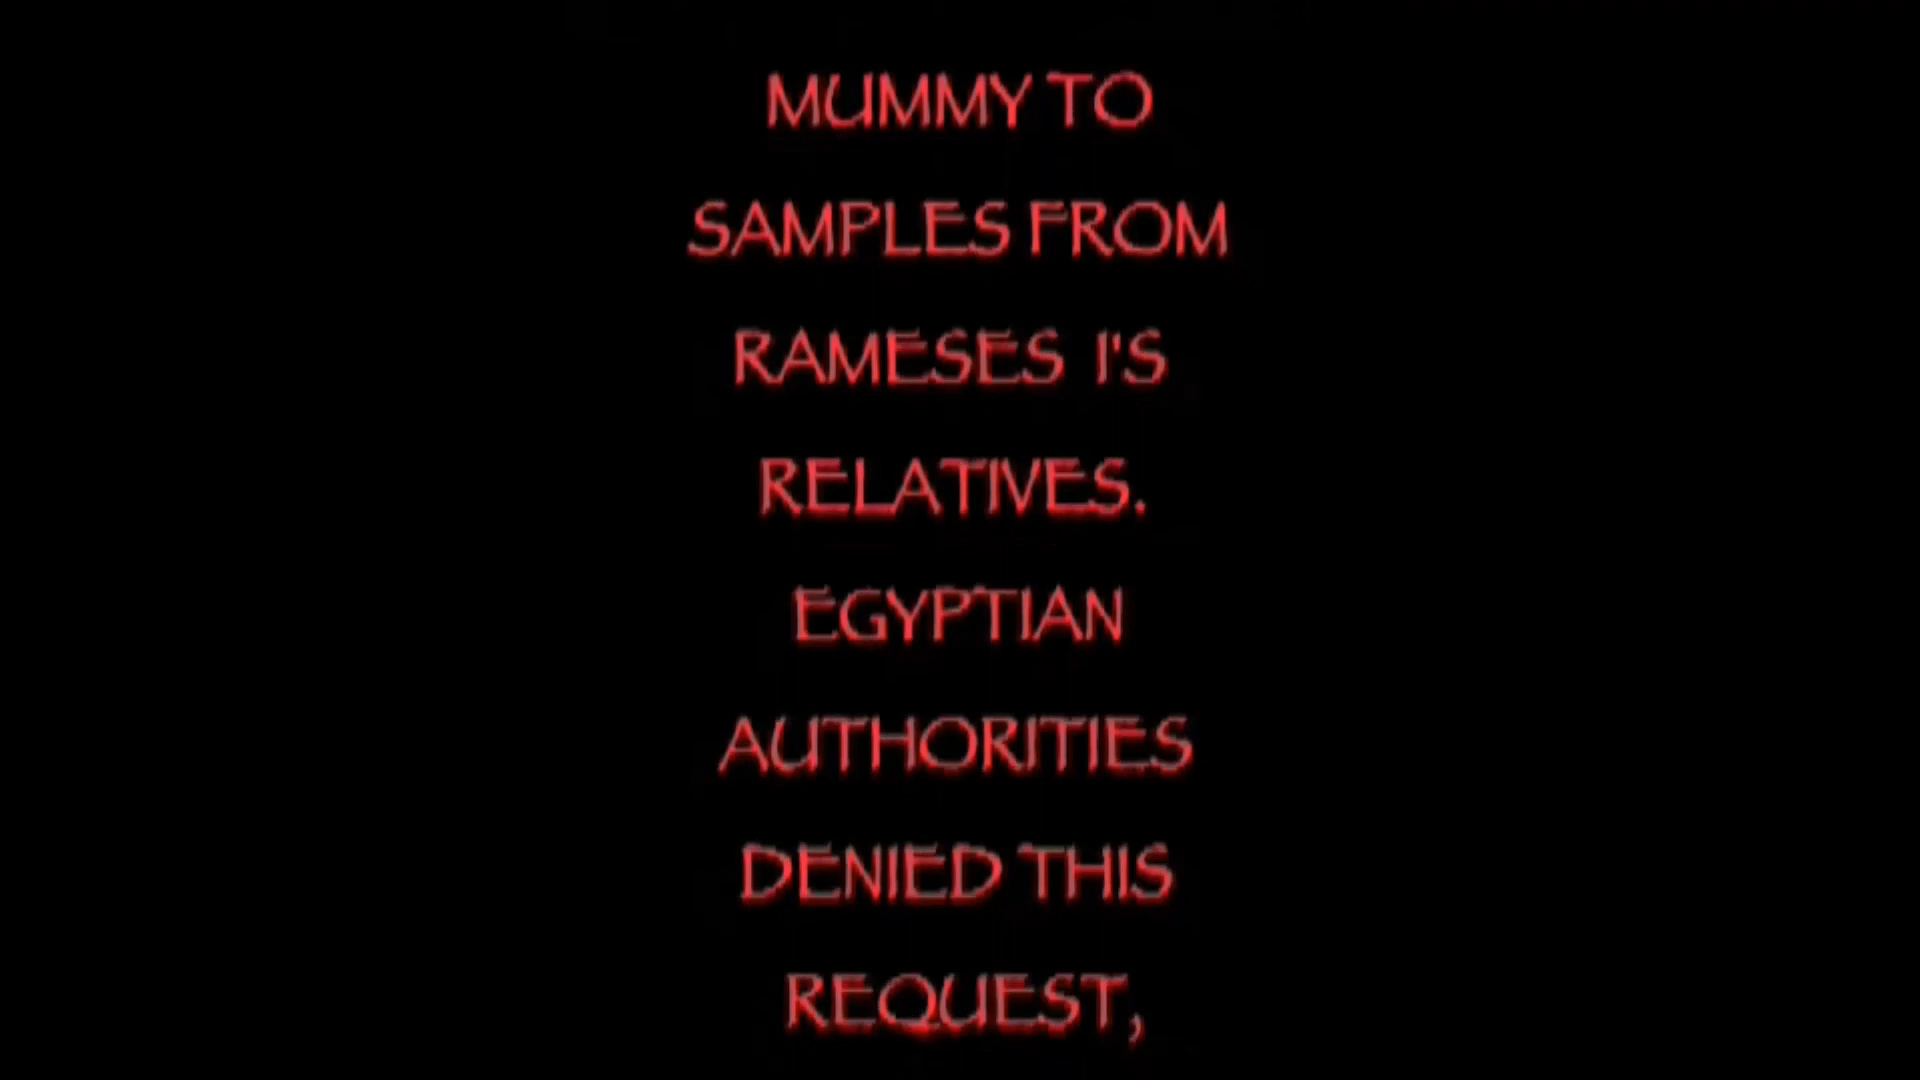 MUMMY TO
SAMPLES FROM
RAMESES I'S
RELATIVES.
EGYPTIAN
AUTHORITIES
DENIED THIS
REQUEST,